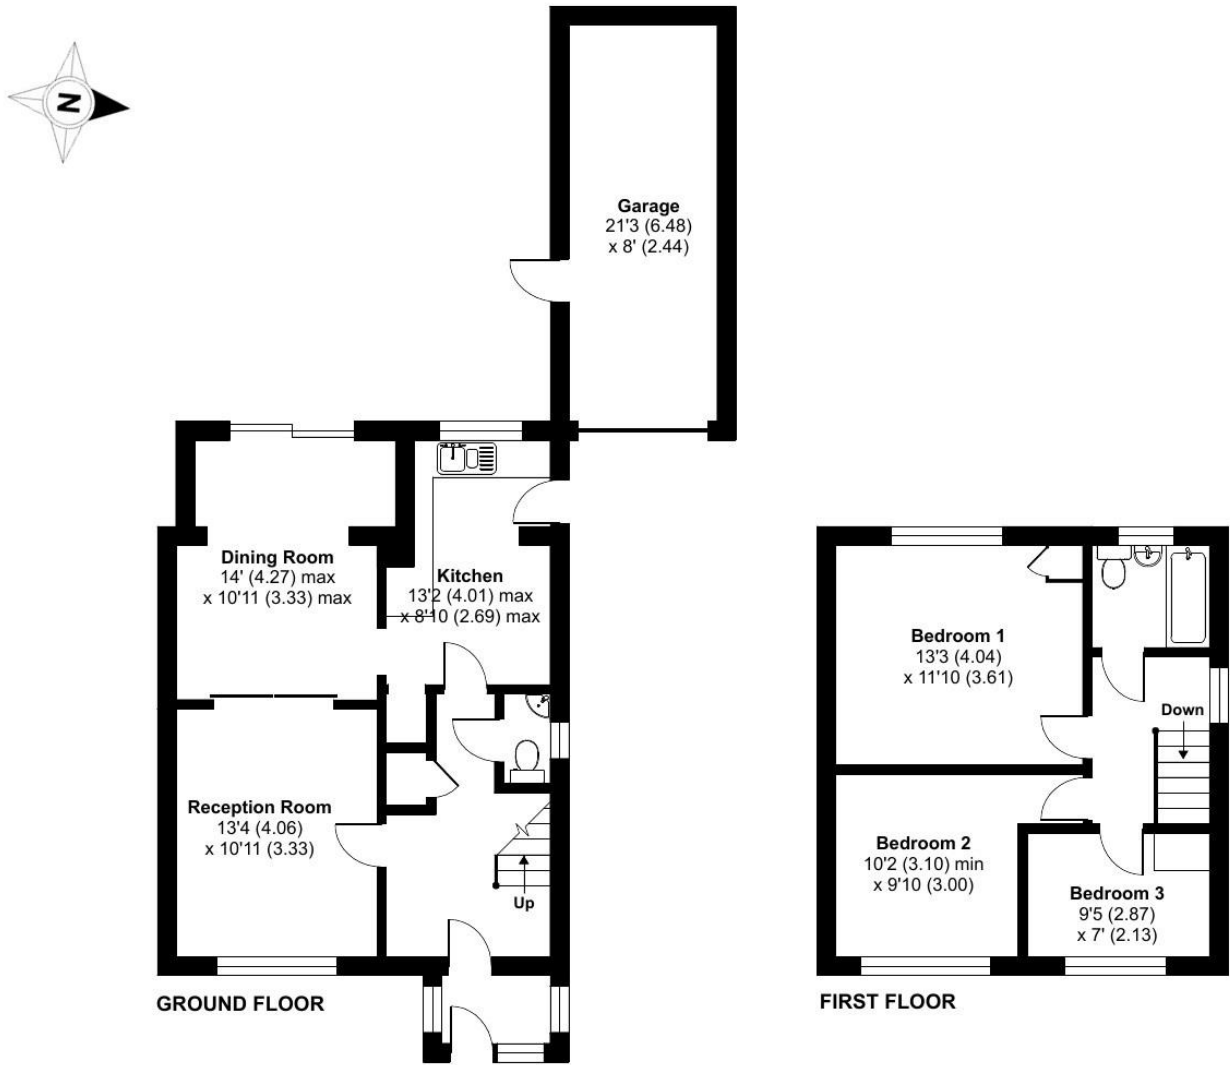 N
Garage
21'3 (6.48)
x 8' (2.44)
Dining Room
14' (4.27) max
x 10'11 (3.33) max
Kitchen
13'2 (4.01) max
x 8'10 (2.69) max
Reception Room
13'4 (4.06)
x 10'11 (3.33)
Up
GROUND FLOOR
Bedroom 1
13'3 (4.04)
x 11'10 (3.61)
Down
Bedroom 2
10'2 (3.10) min
x 9'10 (3.00)
Bedroom 3
9'5 (2.87)
x 7' (2.13)
FIRST FLOOR